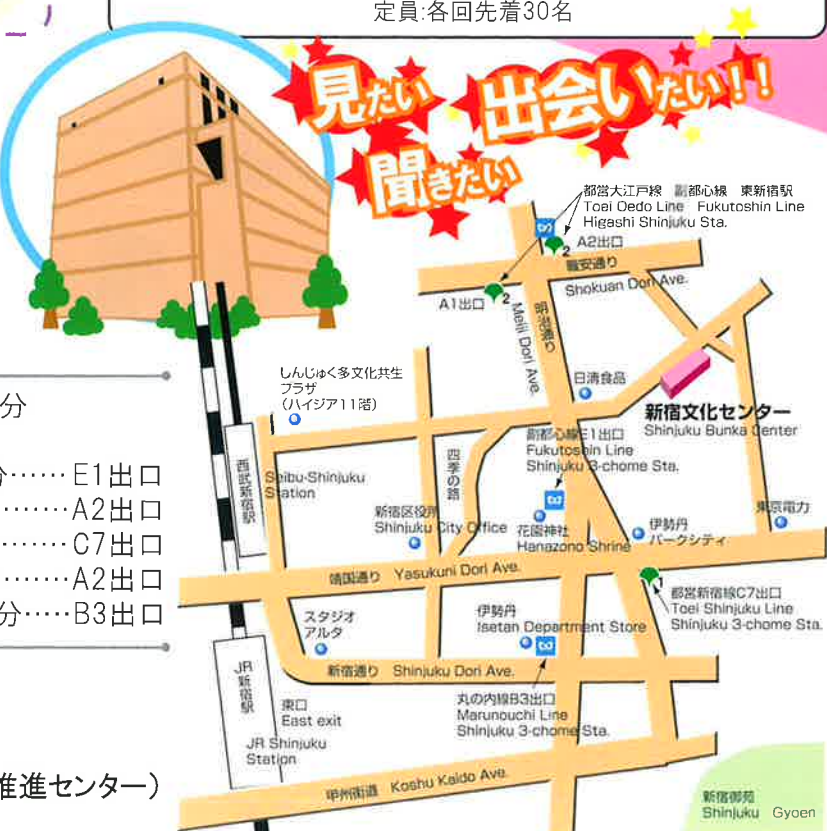 定員:各回先着30名
見たい
出会いたい!!
聞きたい
都営大江戸線 副都心線 東新宿駅
Toei Oedo Line Fukutoshin Line
Higashi Shinjuku Sta.
A2出口
2
職安通り
Shokuan Dori Ave.
A1出口
2
明治通り
Meiji Dori Ave.
日清食品
新宿文化センター
Shinjuku Bunka Center
しんじゅく多文化共生
プラザ
(ハイジア11階)
副都心線E1出口
Fukutoshin Line
Shinjuku 3-chome Sta.
四季の路
西武新宿駅
Seibu-Shinjuku
Station
新宿区役所
Shinjuku City Office
花園神社
Hanazono Shrine
伊勢丹
パークシティ
東京電力
靖国通り Yasukuni Dori Ave.
1
都営新宿線C7出口
Toei Shinjuku Line
Shinjuku 3-chome Sta.
スタジオ
アルタ
伊勢丹
Isetan Department Store
新宿通り Shinjuku Dori Ave.
JR新宿駅
東口
East exit
JR Shinjuku
Station
丸の内線B3出口
Marunouchi Line
Shinjuku 3-chome Sta.
甲州街道 Koshu Kaido Ave.
新宿御苑
Shinjuku Gyoen
分
分……E1出口
……A2出口
……C7出口
……A2出口
分……B3出口
推進センター)